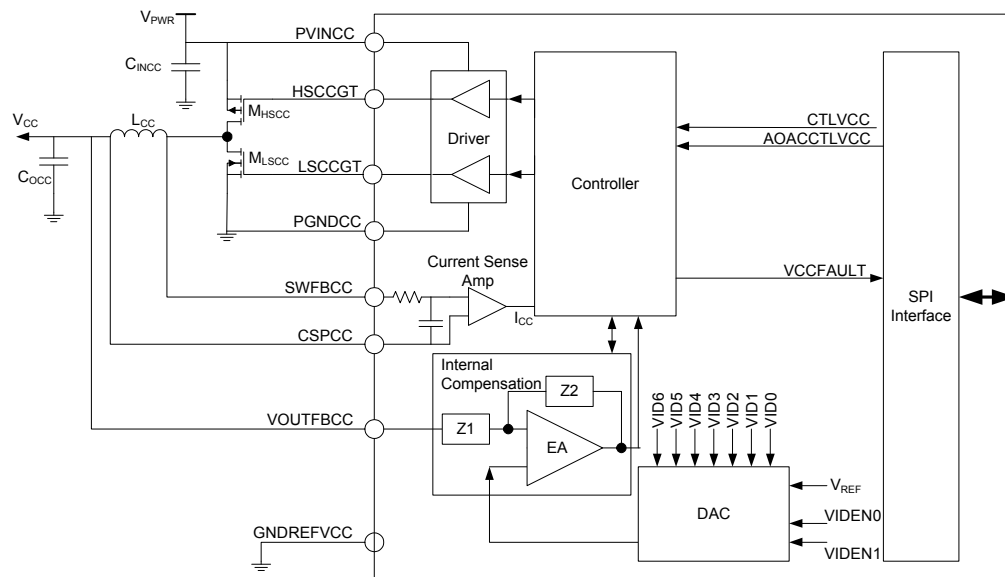 VPWR
PVINCC
CINCC
HSCCGT
MHSCC
VCC
LCC
Driver
MLSCC
LSCCGT
COCC
PGNDCC
Controller
CTLVCC
AOACCTLVCC
Current Sense
Amp
SWFBCC
ICC
CSPCC
VCCFAULT
SPI
Interface
Internal
Compensation
Z2
VOUTFBCC
Z1
EA
VID6
VID5
VID4
VID3
VID2
VID1
VID0
VREF
DAC
VIDEN0
VIDEN1
GNDREFVCC